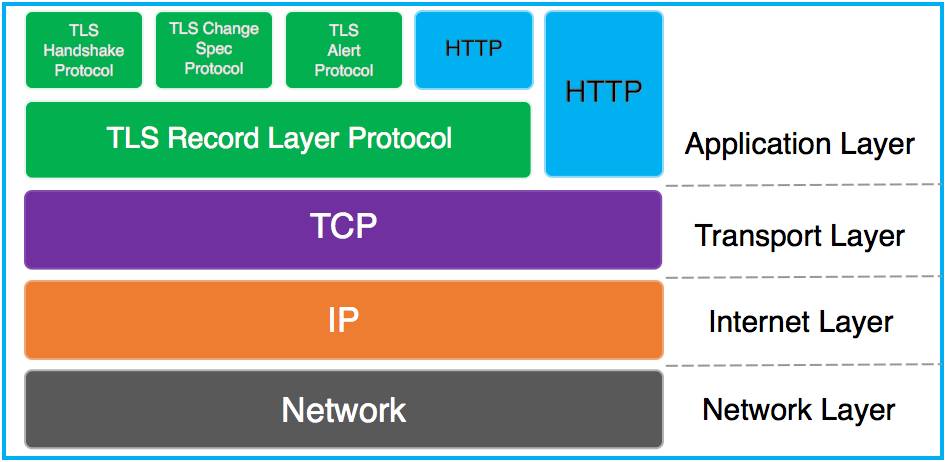 TLS
Handshake
Protocol
TLS Change
Spec
Protocol
TLS
Alert
Protocol
HTTP
HTTP
TLS Record Layer Protocol
Application Layer
TCP
Transport Layer
IP
Internet Layer
Network
Network Layer